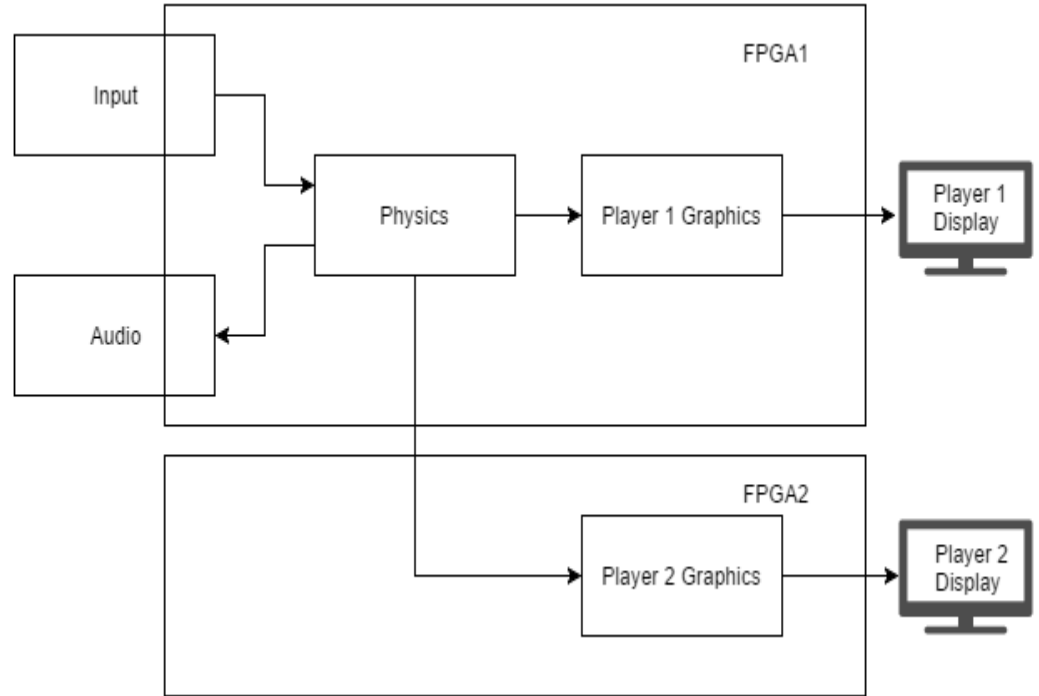 FPGA1
Input
Physics
Player 1 Graphics
Player 1
Display
Audio
FPGA2
Player 2 Graphics
Player 2
Display